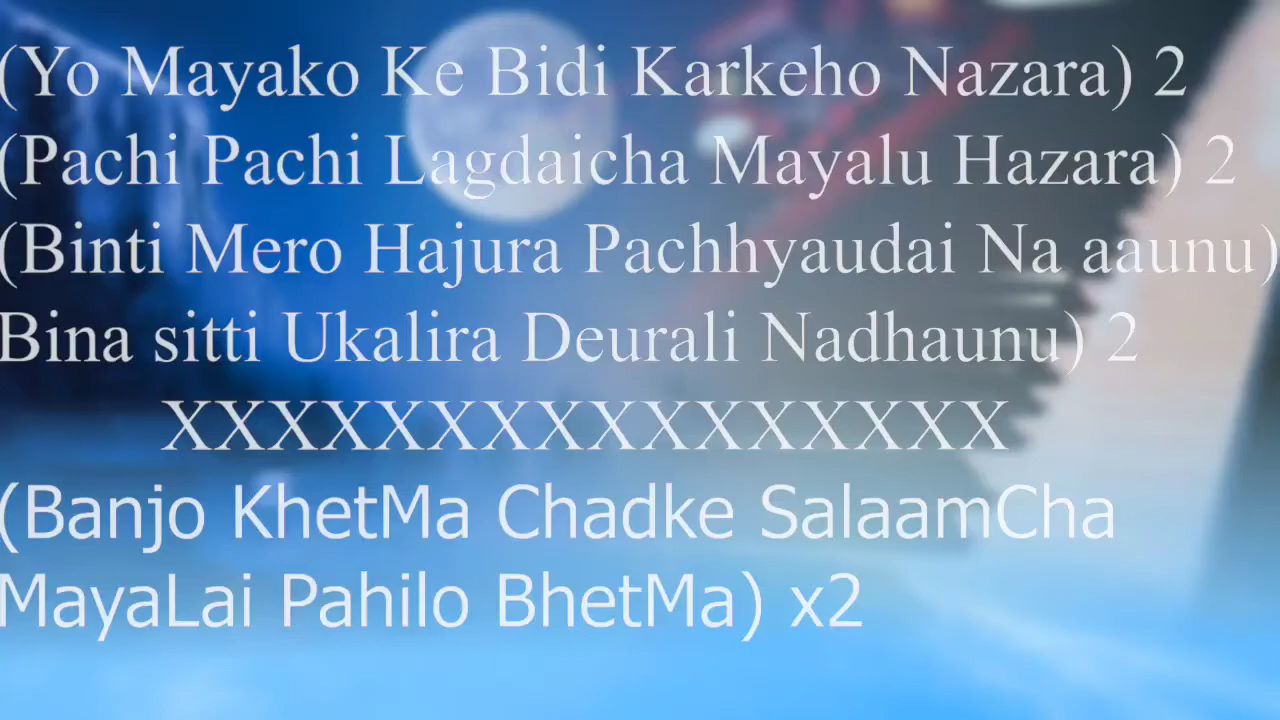 (Yo Mayako Ke Bidi Karkeho Nazara) 2
(Pachi Pachi Lagdaicha Mayalu Hazara) 2
(Binti Mero Hajura Pachhyaudai Na aaunu)
Bina sitti Ukalira Deurali Nadhaunu) 2
XXXXXXXXXXXXXXXXX
(Banjo KhetMa Chadke SalaamCha
MayaLai Pahilo BhetMa) x2